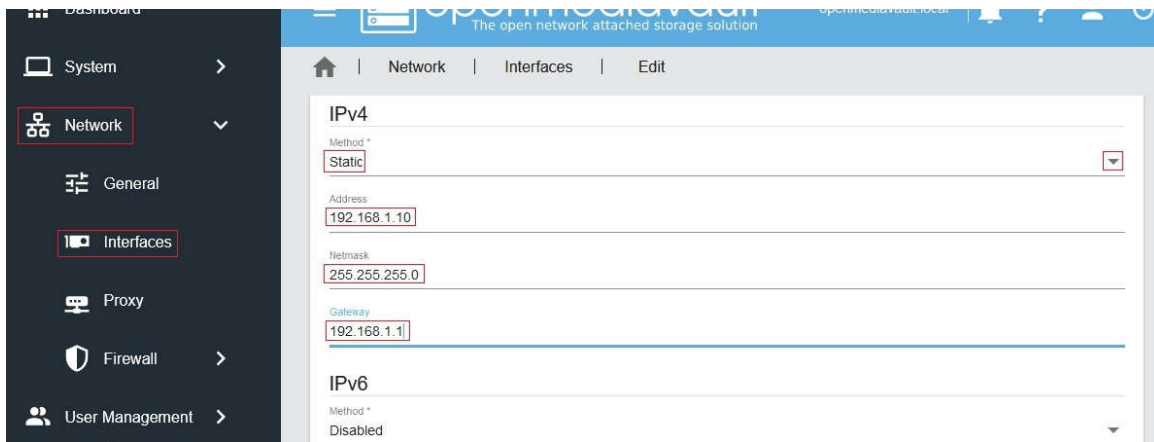 Dashboard
openmediavault
openmediavault.local
The open network attached storage solution
System
Network | Interfaces | Edit
IPv4
Network
Method *
Static
General
Address
192.168.1.10
Interfaces
Netmask
255.255.255.0
Proxy
Gateway
192.168.1.1
Firewall
IPv6
User Management
Method *
Disabled